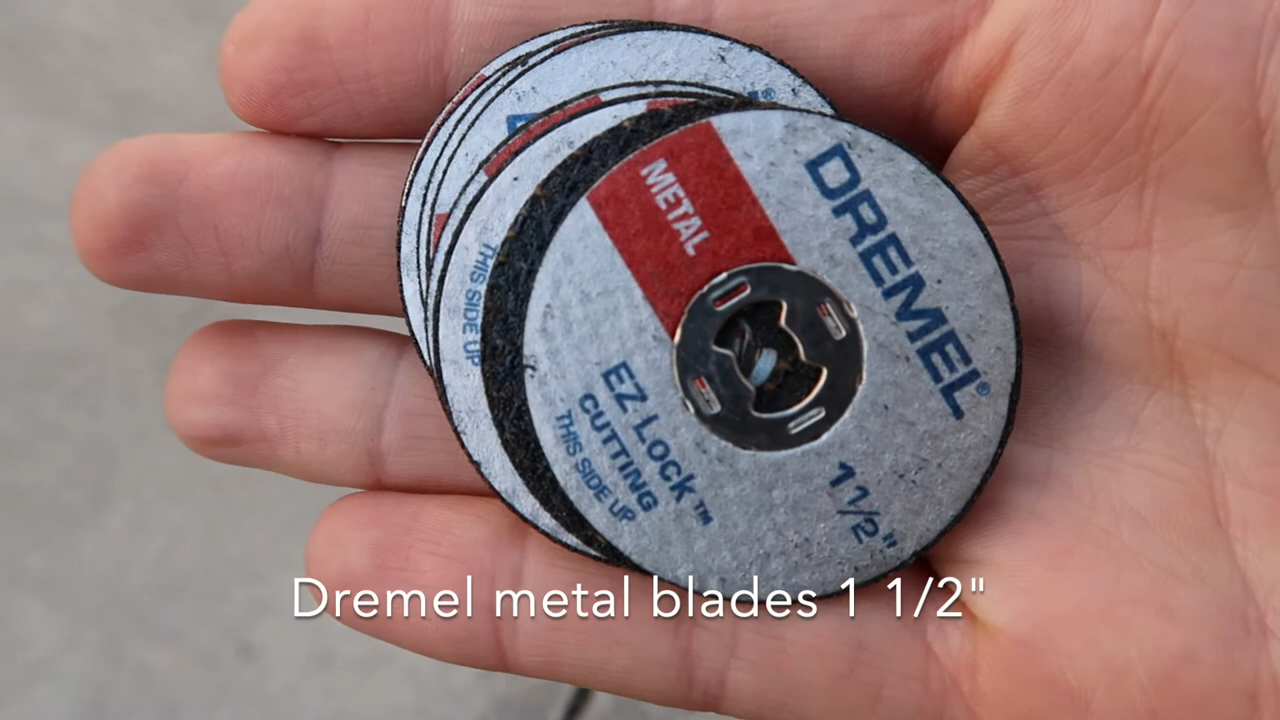 METAL
DREMEL®
EZ LOCK™
CUTTING
THIS SIDE UP
1 1/2"
THIS SIDE UP
Dremel metal blades 1 1/2"